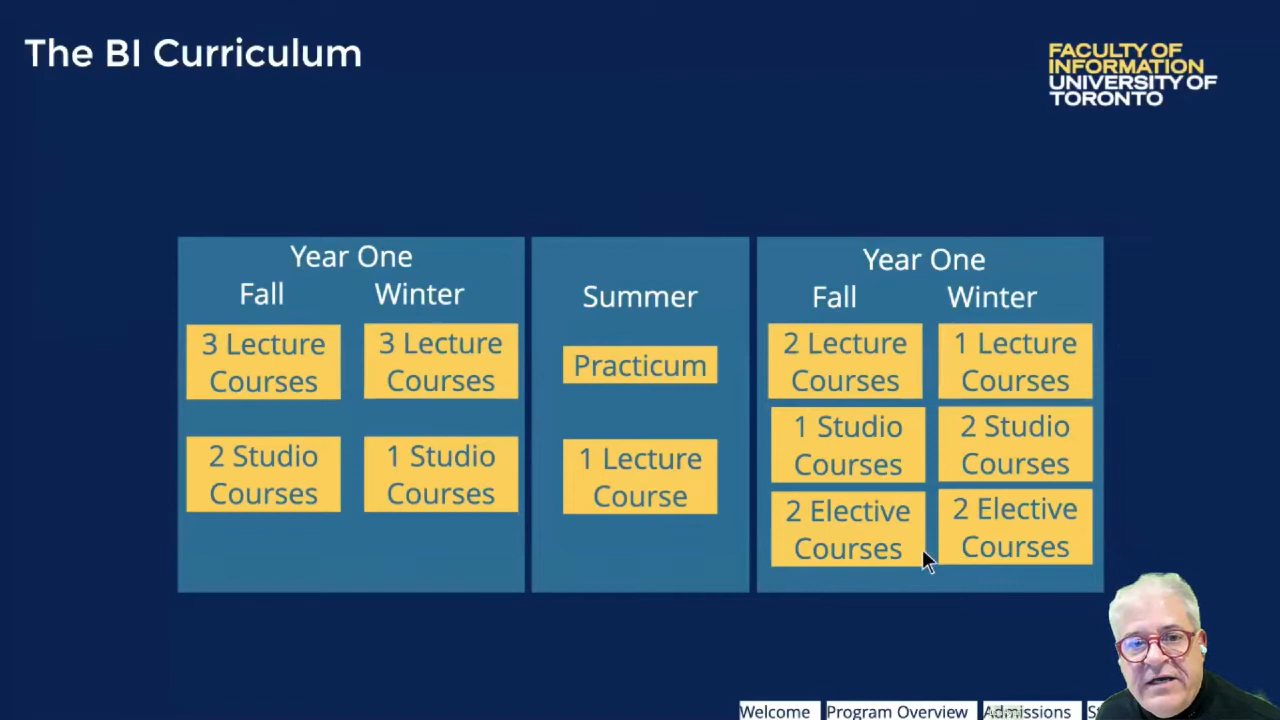 The BI Curriculum
FACULTY OF
INFORMATION
UNIVERSITY OF
TORONTO
Year One
Fall Winter
3 Lecture
Courses
3 Lecture
Courses
2 Studio
Courses
1 Studio
Courses
Summer
Practicum
1 Lecture
Course
Year One
Fall Winter
2 Lecture
Courses
1 Lecture
Courses
1 Studio
Courses
2 Studio
Courses
2 Elective
Courses
2 Elective
Courses
Welcome Program Overview Admissions